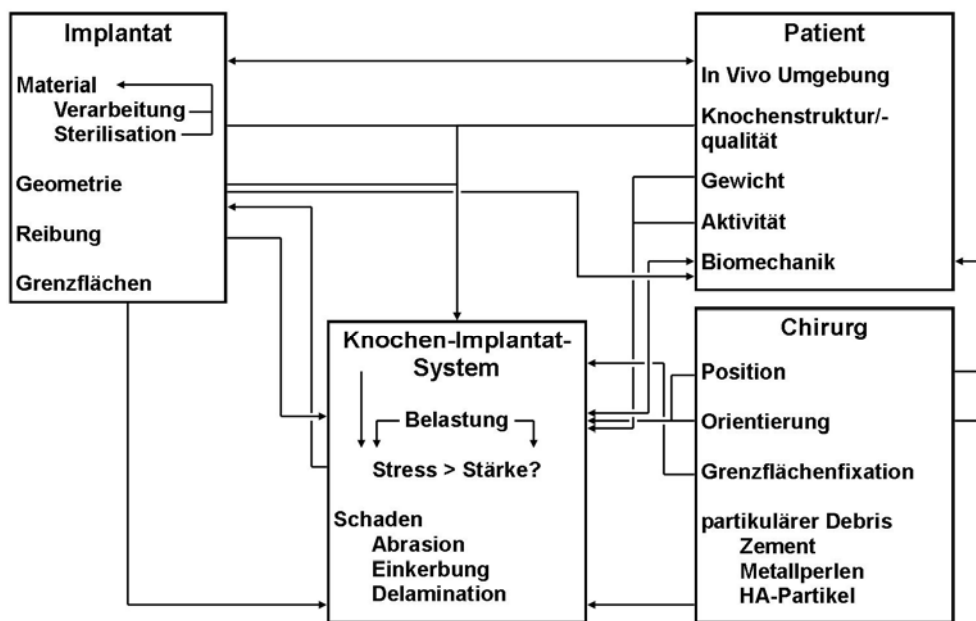 Implantat
Material
Verarbeitung
Sterilisation
Geometrie
Reibung
Grenzflächen
Patient
In Vivo Umgebung
Knochenstruktur/-
qualität
Gewicht
Aktivität
Biomechanik
Knochen-Implantat-
System
Belastung
Stress > Stärke?
Schaden
Abrasion
Einkerbung
Delamination
Chirurg
Position
Orientierung
Grenzflächenfixation
partikulärer Debris
Zement
Metallperlen
HA-Partikel